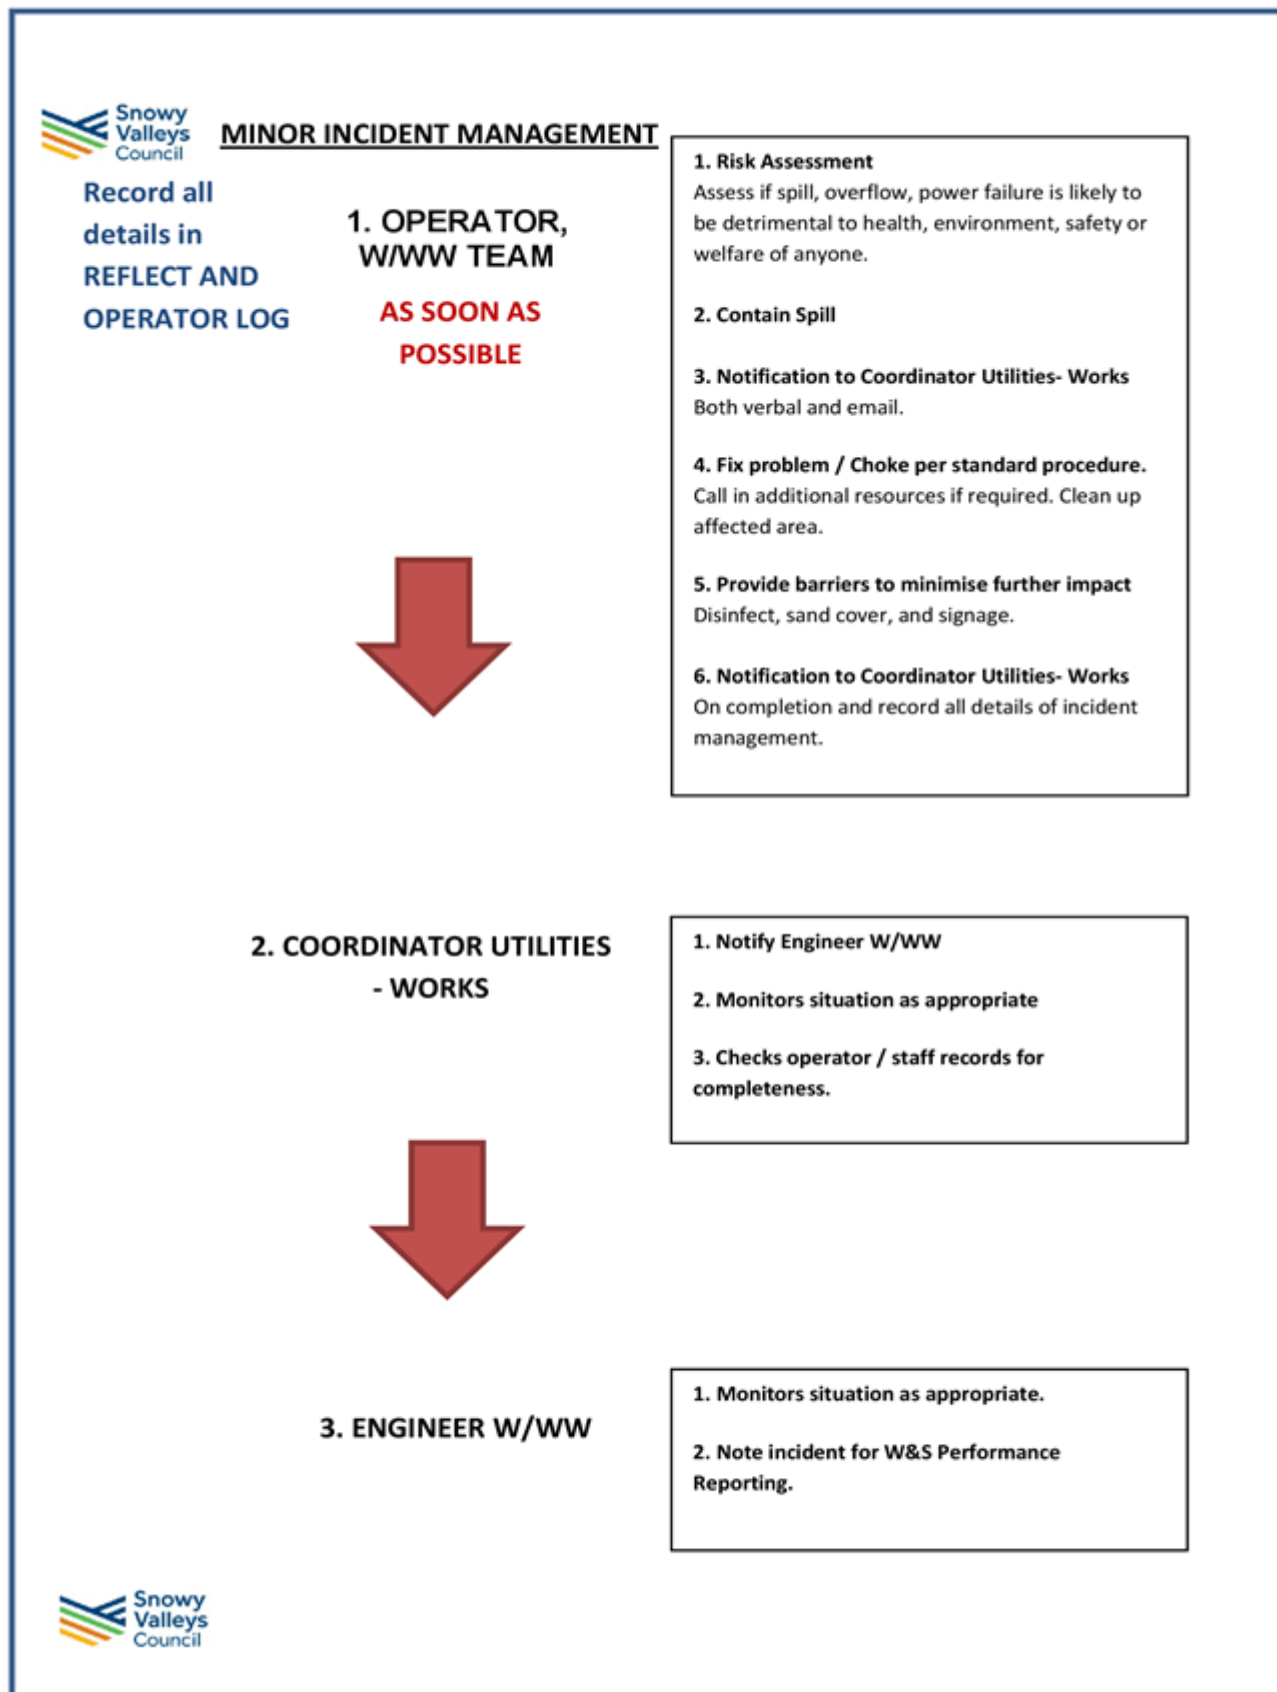 Snowy
Valleys
Council
MINOR INCIDENT MANAGEMENT
Record all
details in
REFLECT AND
OPERATOR LOG
1. OPERATOR,
W/WW TEAM
AS SOON AS
POSSIBLE
1. Risk Assessment
Assess if spill, overflow, power failure is likely to
be detrimental to health, environment, safety or
welfare of anyone.
2. Contain Spill
3. Notification to Coordinator Utilities- Works
Both verbal and email.
4. Fix problem / Choke per standard procedure.
Call in additional resources if required. Clean up
affected area.
5. Provide barriers to minimise further impact
Disinfect, sand cover, and signage.
6. Notification to Coordinator Utilities- Works
On completion and record all details of incident
management.
2. COORDINATOR UTILITIES
- WORKS
1. Notify Engineer W/WW
2. Monitors situation as appropriate
3. Checks operator / staff records for
completeness.
3. ENGINEER W/WW
1. Monitors situation as appropriate.
2. Note incident for W&S Performance
Reporting.
Snowy
Valleys
Council